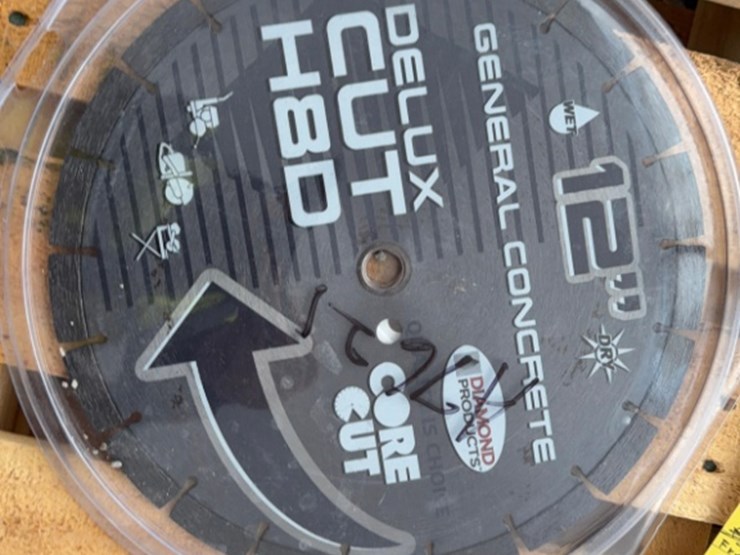 DELUX
CUT
H8D
GENERAL CONCRETE
WET
12"
DRY
DIAMOND
PRODUCTS
CORE
CUT